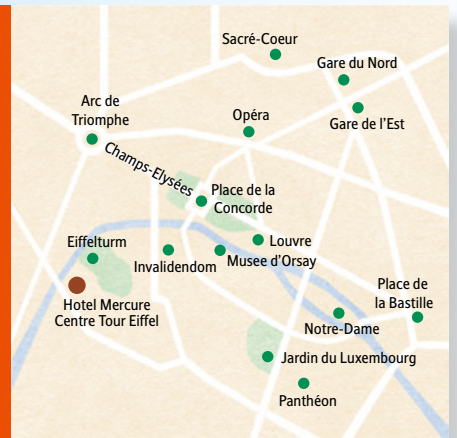 Sacré-Coeur
Gare du Nord
Arc de
Triomphe
Opéra
Gare de l'Est
Champs-Elysées
Place de la
Concorde
Eiffelturm
Invalidendom
Louvre
Musee d'Orsay
Hotel Mercure
Centre Tour Eiffel
Place de
la Bastille
Notre-Dame
Jardin du Luxembourg
Panthéon